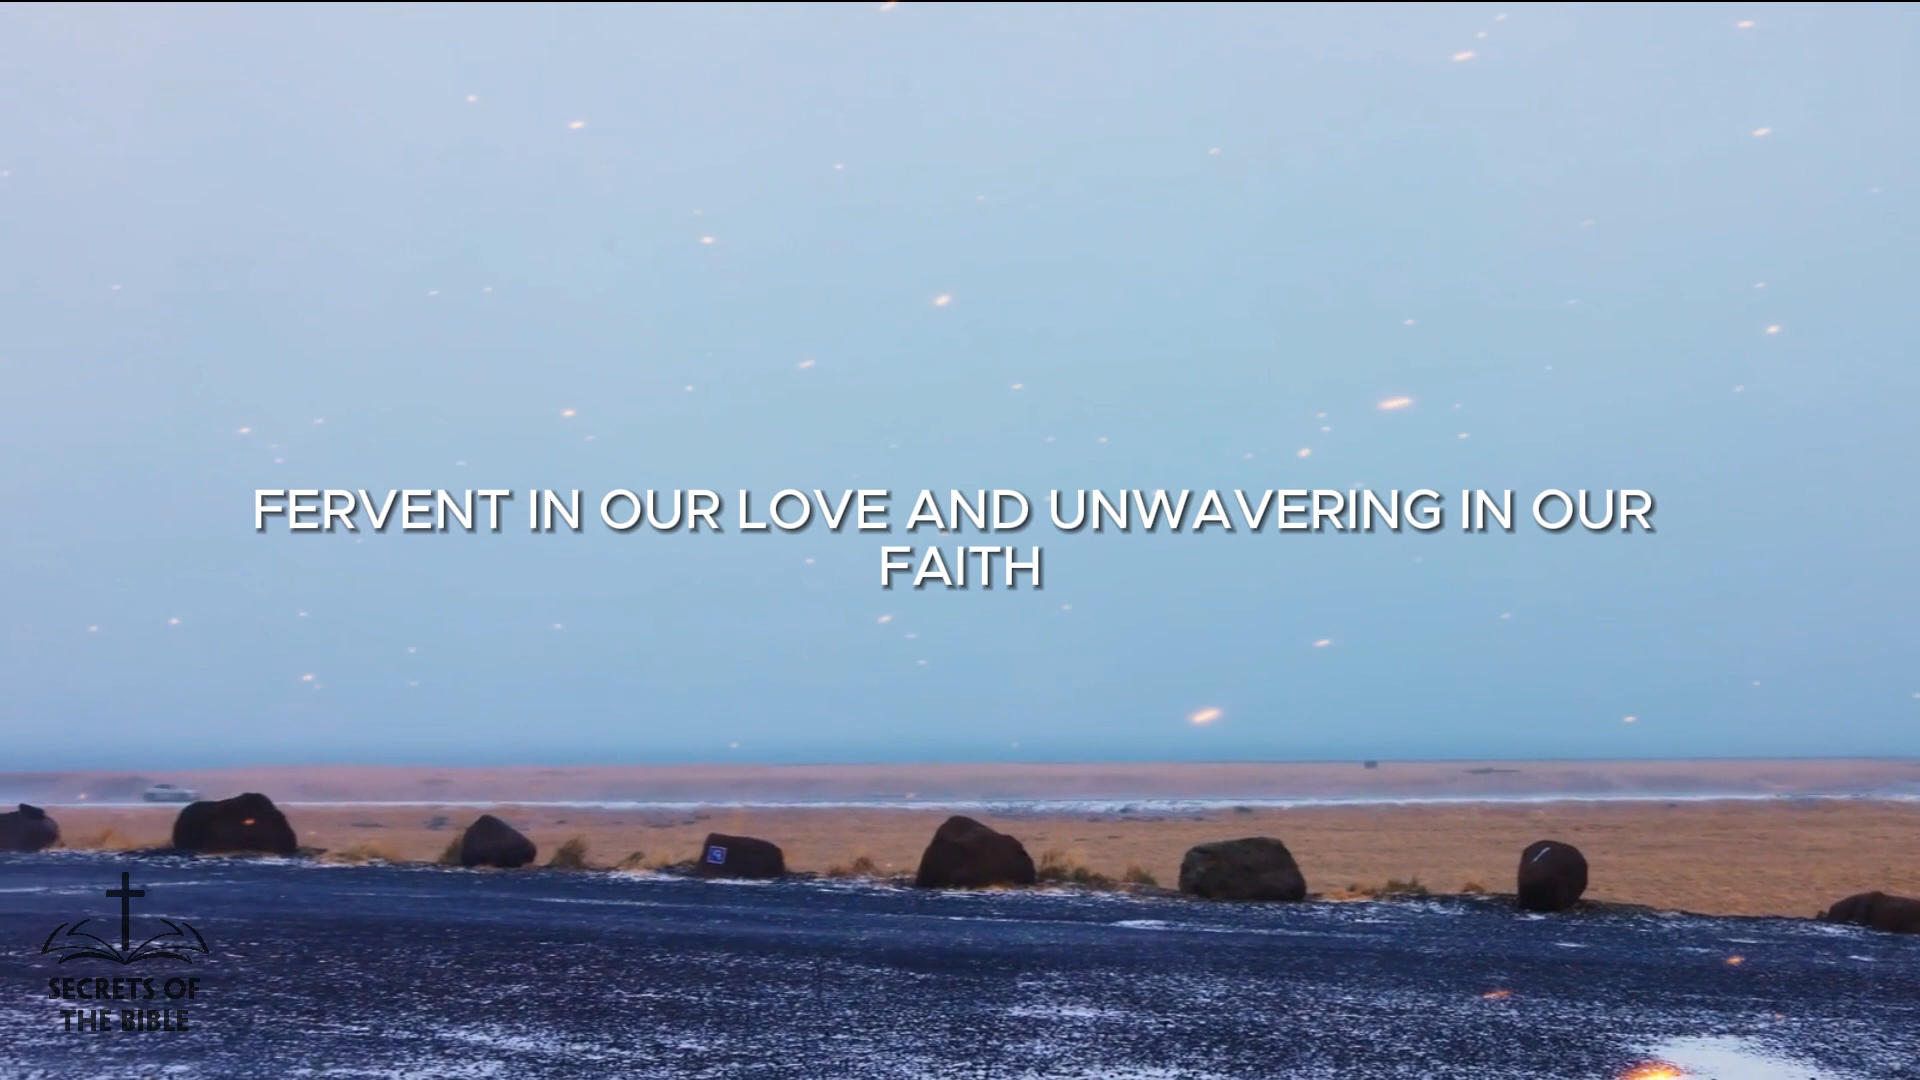 FERVENT IN OUR LOVE AND UNWAVERING IN OUR
FAITH
SECRETS OF
THE BIBLE